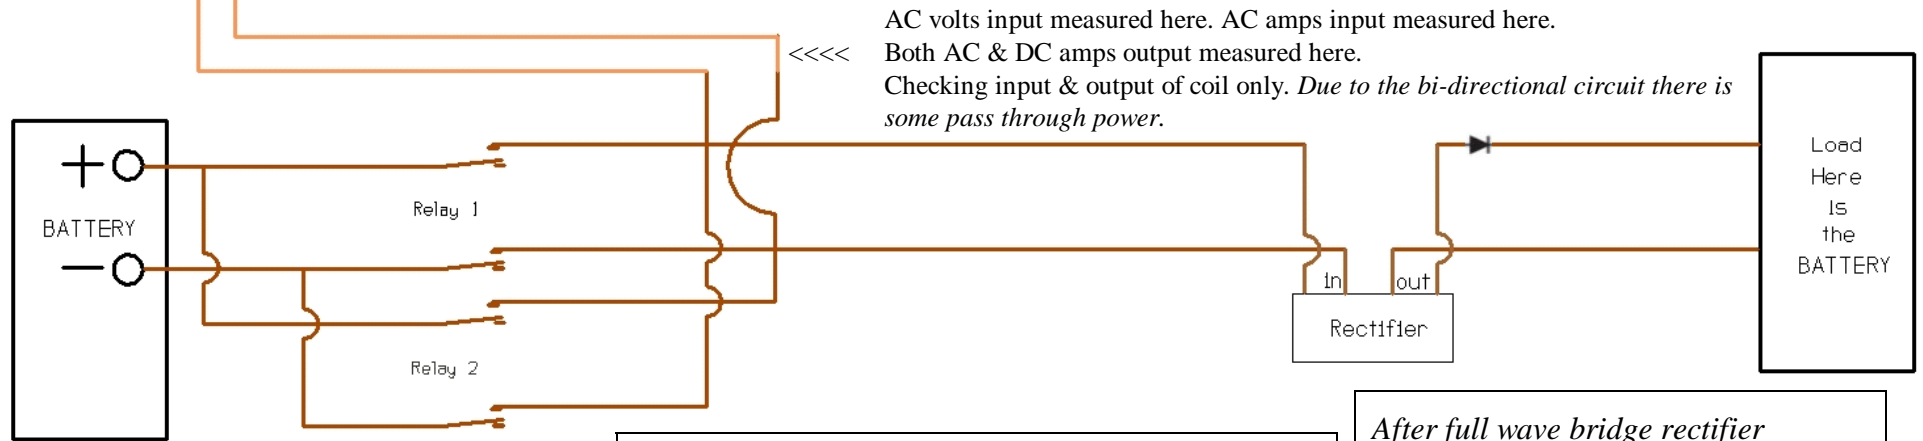 AC volts input measured here. AC amps input measured here.
<<<< Both AC & DC amps output measured here.
Checking input & output of coil only. Due to the bi-directional circuit there is
some pass through power.
+
BATTERY
-
Relay 1
Relay 2
in
out
Rectifier
Load
Here
Is
the
BATTERY
After full wave bridge rectifier